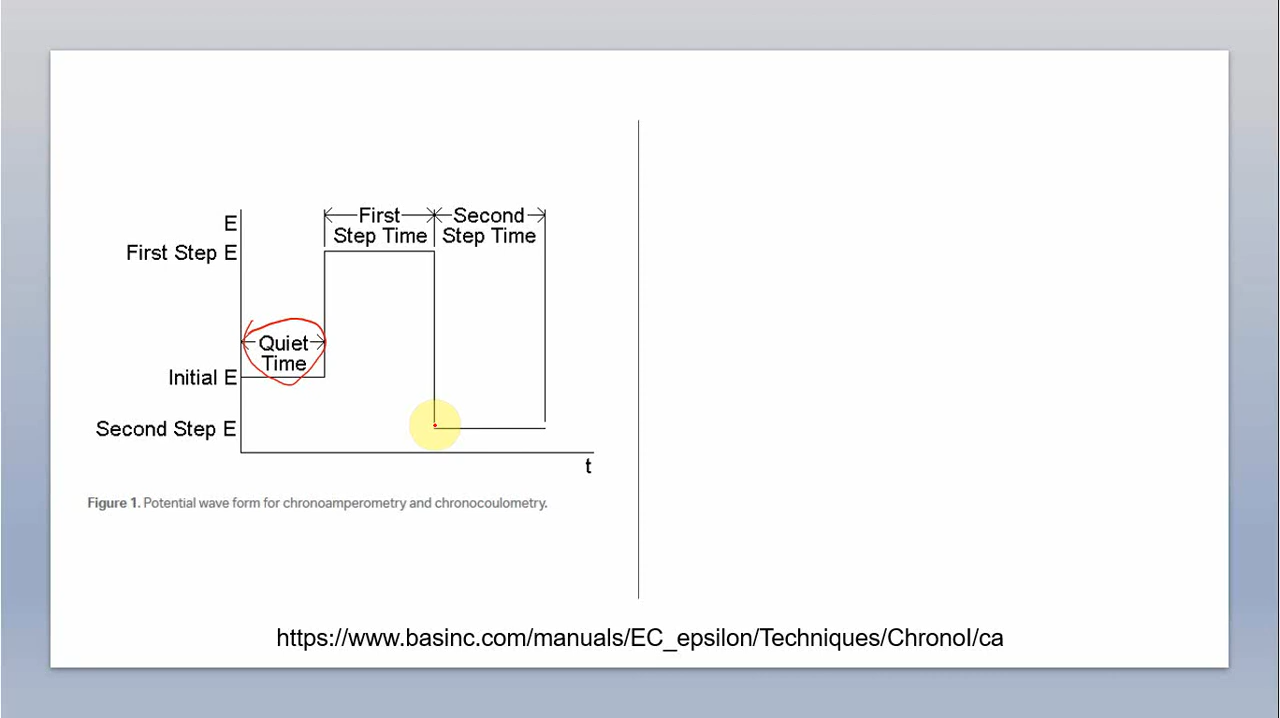 E
First Step E
First
Step Time
Second
Step Time
Quiet
Time
Initial E
Second Step E
t
Figure 1. Potential wave form for chronoamperometry and chronocoulometry.
https://www.basinc.com/manuals/EC_epsilon/Techniques/ChronoI/ca